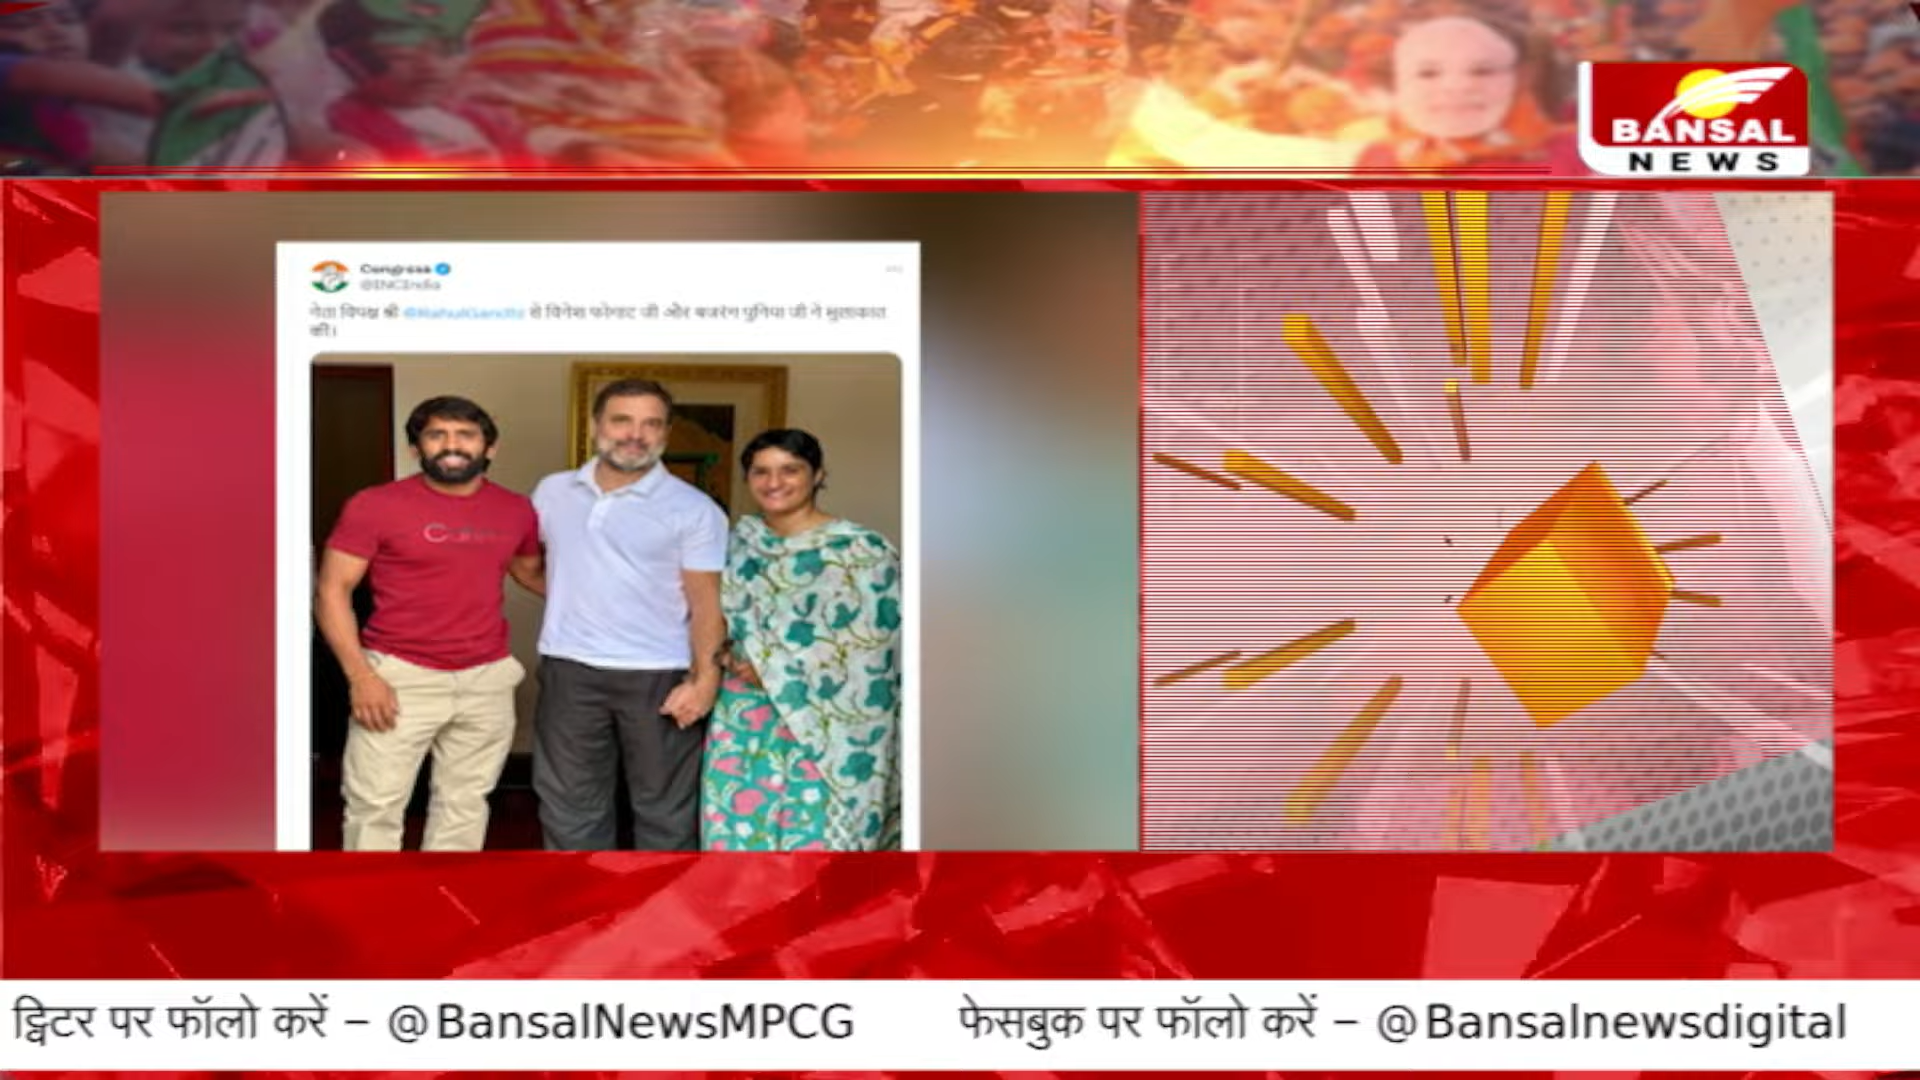 BANSAL
NEWS
Congress
@INCIndia
नेता विपक्ष श्री @RahulGandhi से विनेश फोगाट जी और बजरंग पुनिया जी ने मुलाकात
की।
ट्विटर पर फॉलो करें – @BansalNewsMPCG फेसबुक पर फॉलो करें – @Bansalnewsdigital